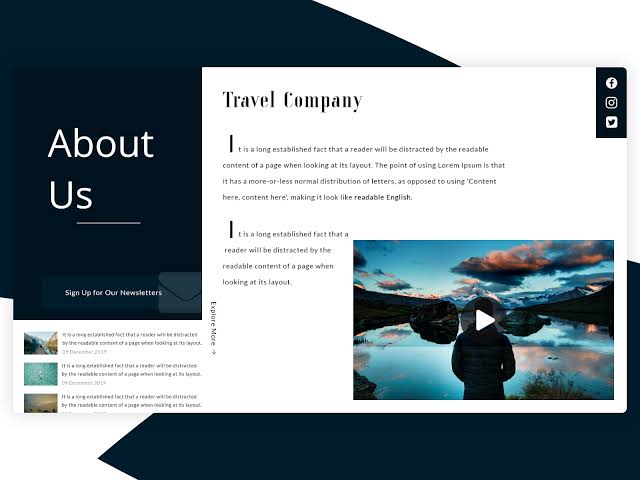 About
Us
Sign Up for Our Newsletters
It is a long established fact that a reader will be distracted
by the readable content of a page when looking at its layout.
09 December,2019
It is a long established fact that a reader will be distracted
by the readable content of a page when looking at its layout.
09 December,2019
It is a long established fact that a reader will be distracted
by the readable content of a page when looking at its layout.
Travel Company
It is a long established fact that a reader will be distracted by the readable
content of a page when looking at its layout. The point of using Lorem Ipsum is that
it has a more-or-less normal distribution of letters, as opposed to using 'Content
here, content here', making it look like readable English.
It is a long established fact that a
reader will be distracted by the
readable content of a page when
looking at its layout.
Explore More →